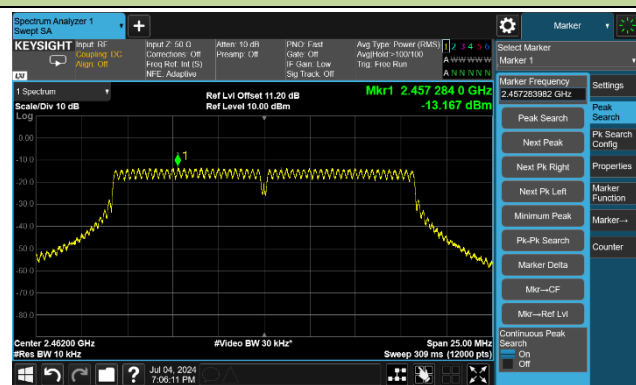 Spectrum Analyzer 1
Swept SA
+
Marker
KEYSIGHT
Input: RF
Coupling: DC
Align: Off
Input Z: 50 Ω
Corrections: Off
Freq Ref: Int (S)
NFE: Adaptive
Atten: 10 dB
Preamp: Off
PNO: Fast
Gate: Off
IF Gain: Low
Sig Track: Off
Avg Type: Power (RMS)
Avg|Hold >100/100
Trig: Free Run
1 2 3 4 5 6
A W W W W W
A N N N N N
LXI
Select Marker
Marker 1
1 Spectrum
Scale/Div 10 dB
Log
Ref Lvl Offset 11.20 dB
Ref Level 10.00 dBm
Mkr1 2.457 284 0 GHz
-13.167 dBm
0.00
-10.0
-20.0
-30.0
-40.0
-50.0
-60.0
-70.0
-80.0
1
Center 2.46200 GHz
#Res BW 10 kHz
#Video BW 30 kHz*
Span 25.00 MHz
Sweep 309 ms (12000 pts)
Marker Frequency
2.457283982 GHz
Peak Search
Next Peak
Next Pk Right
Next Pk Left
Minimum Peak
Pk-Pk Search
Marker Delta
Mkr→CF
Mkr→Ref Lvl
Continuous Peak
Search
On
Off
Settings
Peak
Search
Pk Search
Config
Properties
Marker
Function
Marker→
Counter
?
Jul 04, 2024
7:06:11 PM